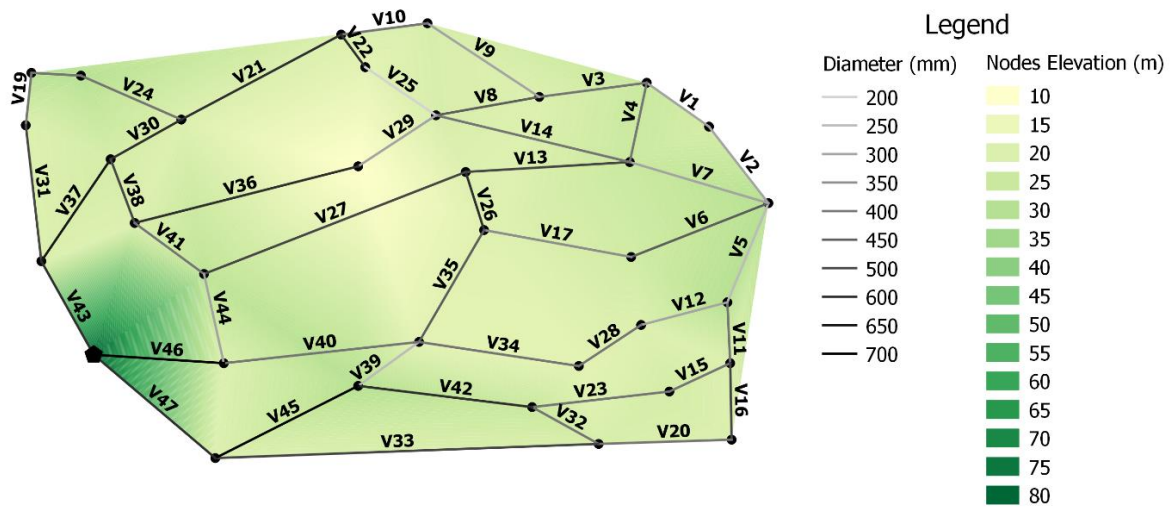 V10
V22
V9
V19
V21
V25
V3
V24
V8
V4
V1
V30
V29
V14
V2
V31
V37
V38
V36
V13
V7
V27
V26
V41
V17
V6
V35
V5
V43
V44
V12
V46
V40
V34
V28
V11
V39
V47
V45
V42
V23
V15
V32
V16
V33
V20
Legend
Diameter (mm)
200
250
300
350
400
450
500
600
650
700
Nodes Elevation (m)
10
15
20
25
30
35
40
45
50
55
60
65
70
75
80